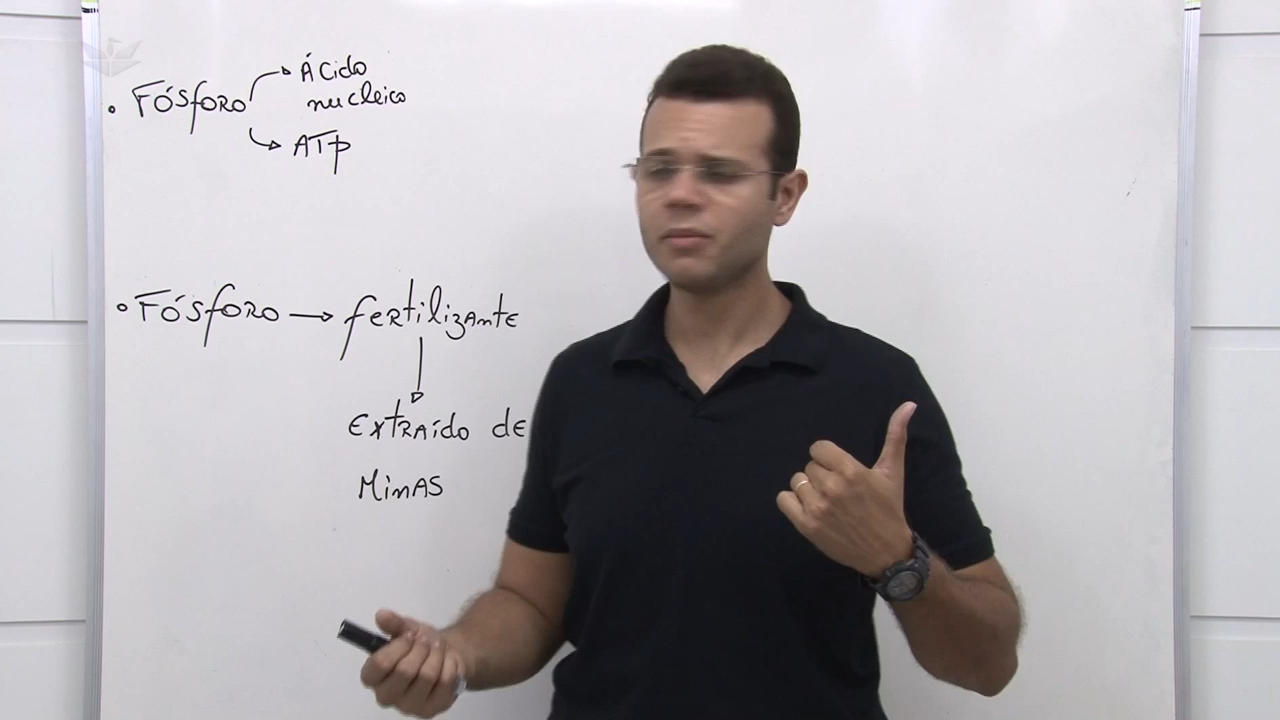 • Fósforo → Ácido
nucleico
→ ATP
• Fósforo → fertilizante
↓
Extraído de
Minas